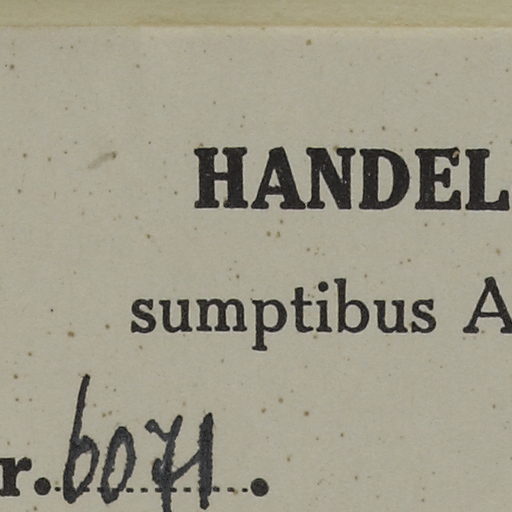 HANDEL
sumptibus A
r. 6071.